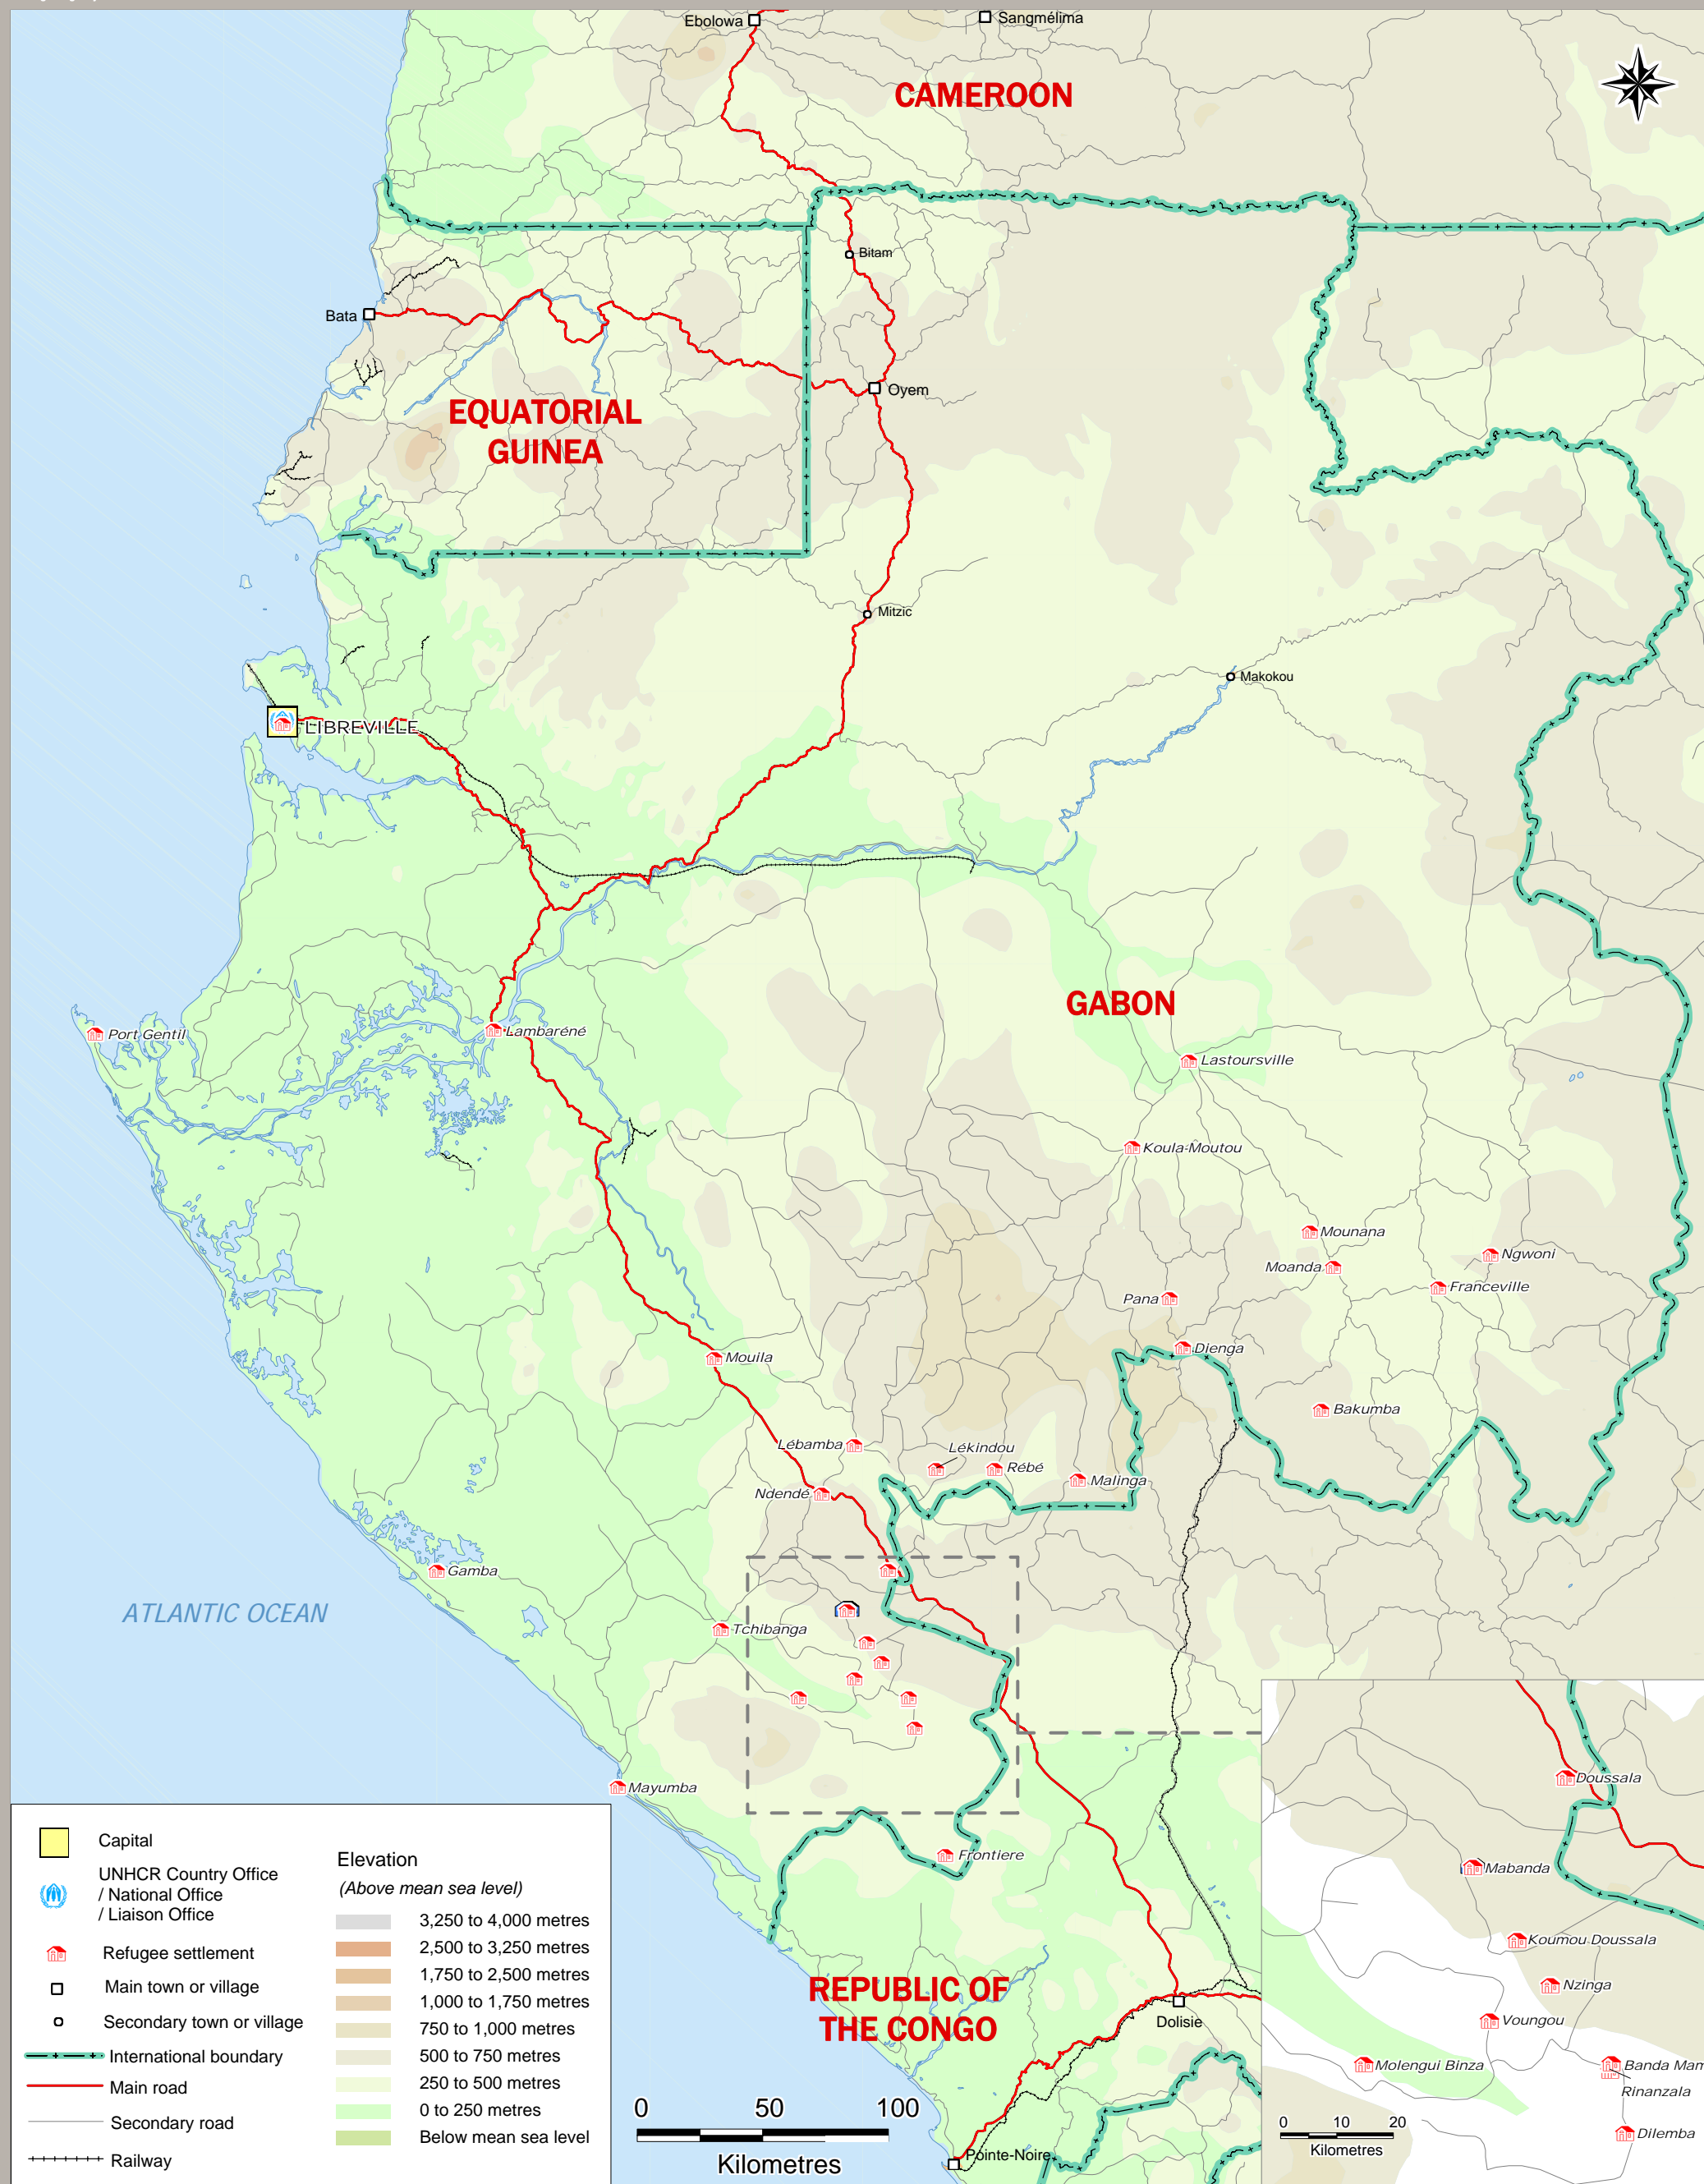 Ebolowa
Sangmélima
CAMEROON
Bitam
Bata
Oyem
EQUATORIAL
GUINEA
Mitzic
Makokou
LIBREVILLE
GABON
Port Gentil
Lambaréné
Lastoursville
Koula-Moutou
Mounana
Ngwoni
Moanda
Franceville
Pana
Dienga
Mouila
Bakumba
Lébamba
Lékindou
Rébé
Malinga
Ndendé
Gamba
ATLANTIC OCEAN
Tchibanga
Mayumba
Frontiere
REPUBLIC OF
THE CONGO
Dolisie
Pointe-Noire
Doussala
Mabanda
Koumou Doussala
Nzinga
Voungou
Molengui Binza
Banda Mam
Rinanzala
Dilemba
0 10 20
Kilometres
Capital
UNHCR Country Office
/ National Office
/ Liaison Office
Refugee settlement
Main town or village
Secondary town or village
International boundary
Main road
Secondary road
Railway
Elevation
(Above mean sea level)
3,250 to 4,000 metres
2,500 to 3,250 metres
1,750 to 2,500 metres
1,000 to 1,750 metres
750 to 1,000 metres
500 to 750 metres
250 to 500 metres
0 to 250 metres
Below mean sea level
0 50 100
Kilometres